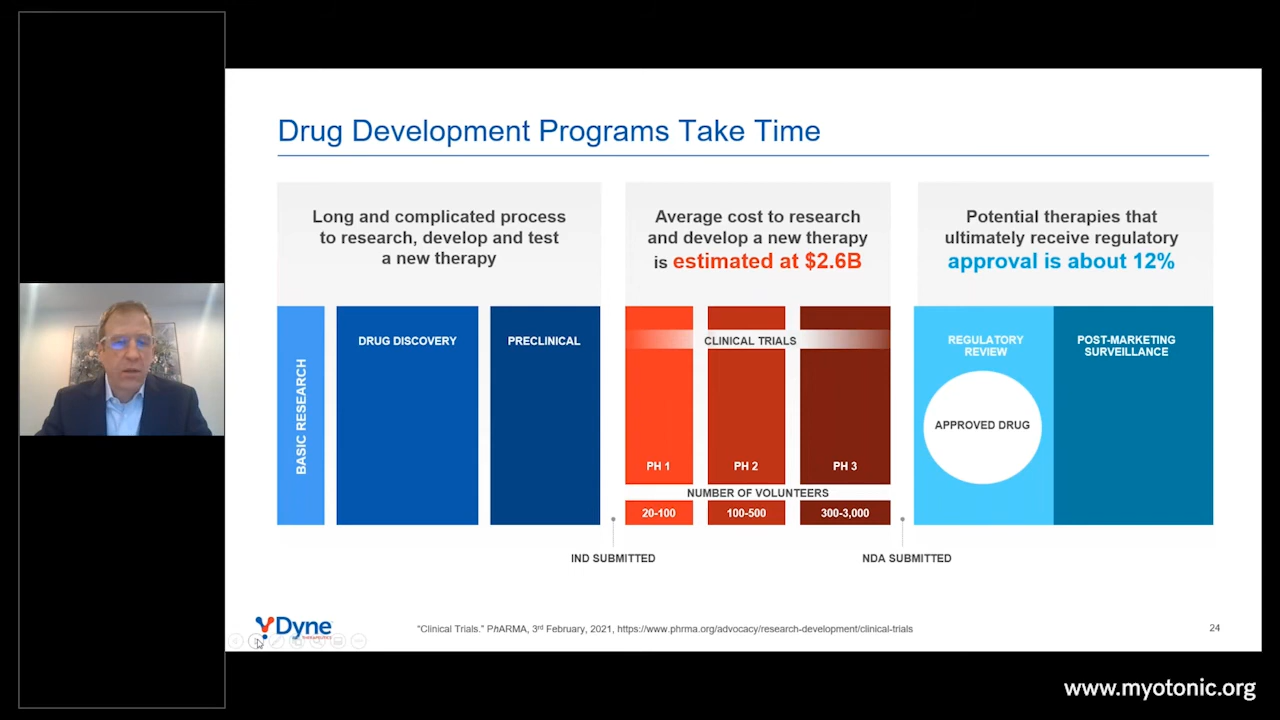 Drug Development Programs Take Time
Long and complicated process
to research, develop and test
a new therapy
Average cost to research
and develop a new therapy
is estimated at $2.6B
Potential therapies that
ultimately receive regulatory
approval is about 12%
BASIC RESEARCH
DRUG DISCOVERY
PRECLINICAL
CLINICAL TRIALS
PH 1
PH 2
PH 3
NUMBER OF VOLUNTEERS
20-100
100-500
300-3,000
REGULATORY
REVIEW
APPROVED DRUG
POST-MARKETING
SURVEILLANCE
IND SUBMITTED
NDA SUBMITTED
Dyne
THERAPEUTICS
"Clinical Trials." PhARMA, 3rd February, 2021, https://www.phrma.org/advocacy/research-development/clinical-trials
24
www.myotonic.org